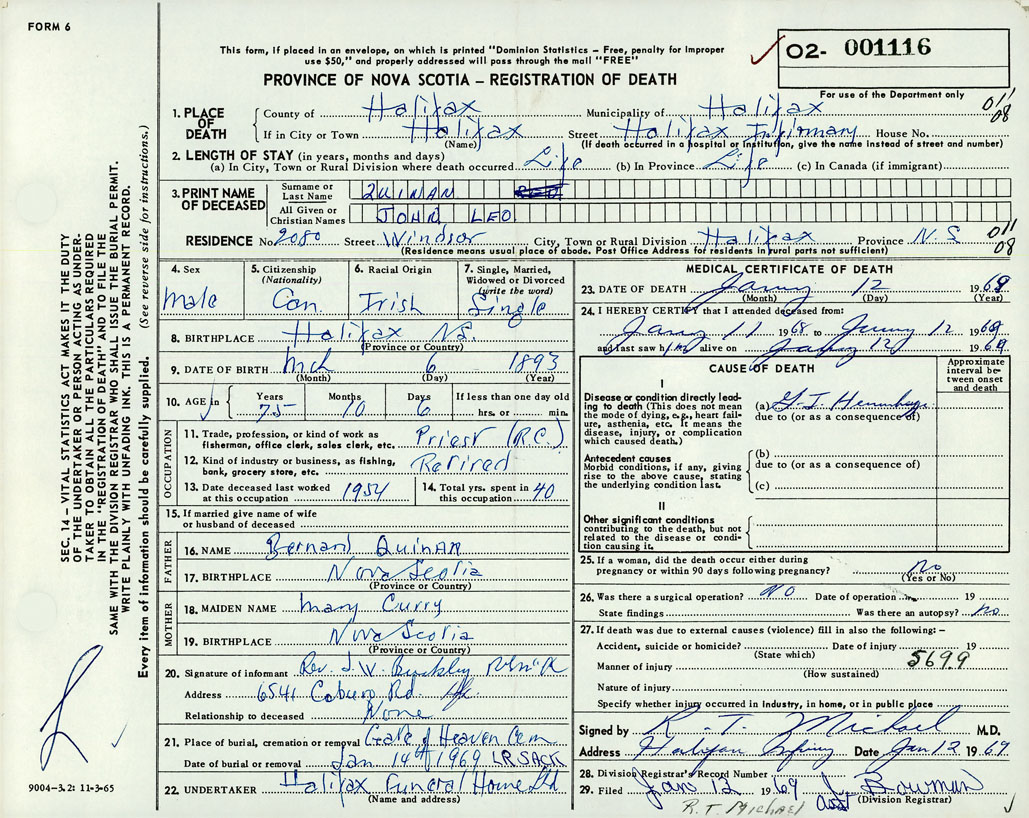 FORM 6
This form, if placed in an envelope, on which is printed "Dominion Statistics – Free, penalty for improper
use $50," and properly addressed will pass through the mail "FREE"
02- 001116
For use of the Department only
PROVINCE OF NOVA SCOTIA – REGISTRATION OF DEATH
011
08
1. PLACE OF DEATH
County of Halifax Municipality of Halifax
If in City or Town Halifax Street Halifax Infirmary House No.
(Name) (If death occurred in a hospital or institution, give the name instead of street and number)
2. LENGTH OF STAY (in years, months and days)
(a) In City, Town or Rural Division where death occurred Life (b) In Province Life (c) In Canada (if immigrant)
3. PRINT NAME OF DECEASED
Surname or Last Name QUINAN
All Given or Christian Names JOHN LEO
011
08
RESIDENCE No. 2080 Street Windsor City, Town or Rural Division Halifax Province N S
(Residence means usual place of abode. Post Office Address for residents in rural parts not sufficient)
4. Sex
Male
5. Citizenship
(Nationality)
Can.
6. Racial Origin
Irish
7. Single, Married,
Widowed or Divorced
(write the word)
Single
8. BIRTHPLACE Halifax N.S.
(Province or Country)
9. DATE OF BIRTH Mch 6 1893
(Month) (Day) (Year)
10. AGE in Years Months Days If less than one day old
75 10 6 hrs. or min.
OCCUPATION
11. Trade, profession, or kind of work as
fisherman, office clerk, sales clerk, etc. Priest (R.C.)
12. Kind of industry or business, as fishing,
bank, grocery store, etc. Retired
13. Date deceased last worked
at this occupation 1954
14. Total yrs. spent in
this occupation 40
15. If married give name of wife
or husband of deceased
FATHER
16. NAME Bernard Quinan
17. BIRTHPLACE Nova Scotia
(Province or Country)
MOTHER
18. MAIDEN NAME Mary Curry
19. BIRTHPLACE Nova Scotia
(Province or Country)
20. Signature of informant Rev. J. W. Buckley
Address 6541 Coburg Rd. Hfx
Relationship to deceased None
21. Place of burial, cremation or removal Gate of Heaven Cem
Date of burial or removal Jan 14th 1969 LR SACK
22. UNDERTAKER Halifax Funeral Home Ltd
(Name and address)
MEDICAL CERTIFICATE OF DEATH
23. DATE OF DEATH Janry 12 1969
(Month) (Day) (Year)
24. I HEREBY CERTIFY that I attended deceased from:
Janry 11 1968 to Janry 12 1969
and last saw him alive on Janry 12 1969
CAUSE OF DEATH
Approximate
interval be-
tween onset
and death
I
Disease or condition directly lead-
ing to death (This does not mean
the mode of dying, e.g., heart fail-
ure, asthenia, etc. It means the
disease, injury, or complication
which caused death.)
(a) G.I. Hemorrhage
due to (or as a consequence of)
Antecedent causes
Morbid conditions, if any, giving
rise to the above cause, stating
the underlying condition last.
(b)
due to (or as a consequence of)
(c)
II
Other significant conditions
contributing to the death, but not
related to the disease or condi-
tion causing it.
25. If a woman, did the death occur either during
pregnancy or within 90 days following pregnancy? No
(Yes or No)
26. Was there a surgical operation? No Date of operation 19
State findings Was there an autopsy? No
27. If death was due to external causes (violence) fill in also the following: –
Accident, suicide or homicide? Date of injury 19
(State which)
5699
Manner of injury
(How sustained)
Nature of injury
Specify whether injury occurred in industry, in home, or in public place
Signed by R. T. Michael M.D.
Address Halifax Infirmary Date Jan 12 1969
28. Division Registrar's Record Number
29. Filed Jan 12 1969 J. Bowman
Asst (Division Registrar)
R. T. MICHAEL
SEC. 14 – VITAL STATISTICS ACT MAKES IT THE DUTY
OF THE UNDERTAKER OR PERSON ACTING AS UNDER-
TAKER TO OBTAIN ALL THE PARTICULARS REQUIRED
IN THE "REGISTRATION OF DEATH" AND TO FILE THE
SAME WITH THE DIVISION REGISTRAR WHO SHALL ISSUE THE BURIAL PERMIT.
WRITE PLAINLY WITH UNFADING INK. THIS IS A PERMANENT RECORD.
Every item of information should be carefully supplied. (See reverse side for instructions.)
9004-3.2: 11-3-65